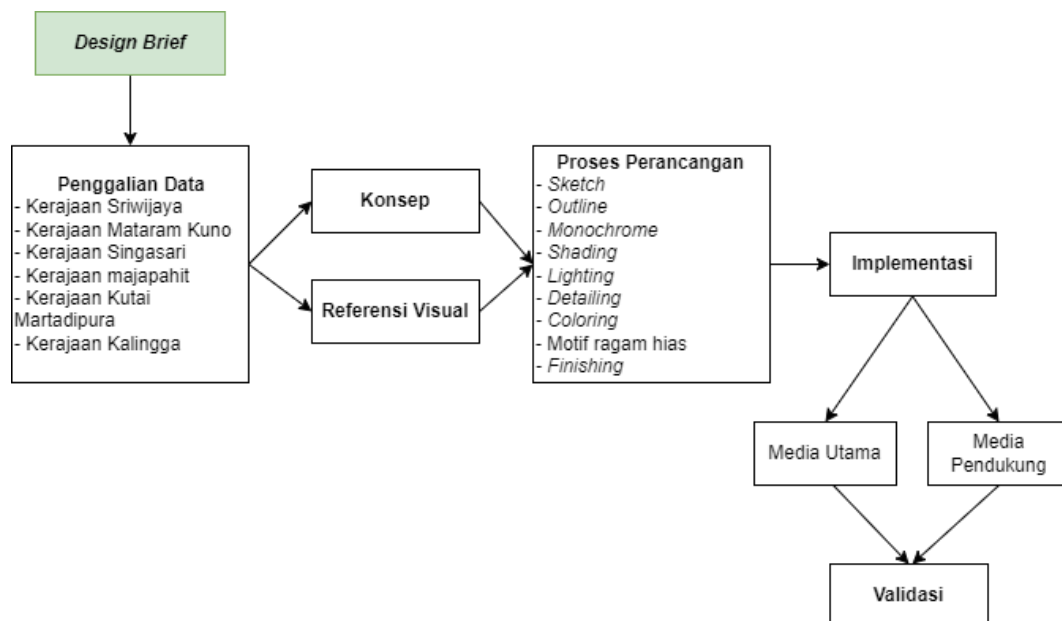 Design Brief
Penggalian Data
- Kerajaan Sriwijaya
- Kerajaan Mataram Kuno
- Kerajaan Singasari
- Kerajaan majapahit
- Kerajaan Kutai
Martadipura
- Kerajaan Kalingga
Konsep
Referensi Visual
Proses Perancangan
- Sketch
- Outline
- Monochrome
- Shading
- Lighting
- Detailing
- Coloring
- Motif ragam hias
- Finishing
Implementasi
Media Utama
Media
Pendukung
Validasi